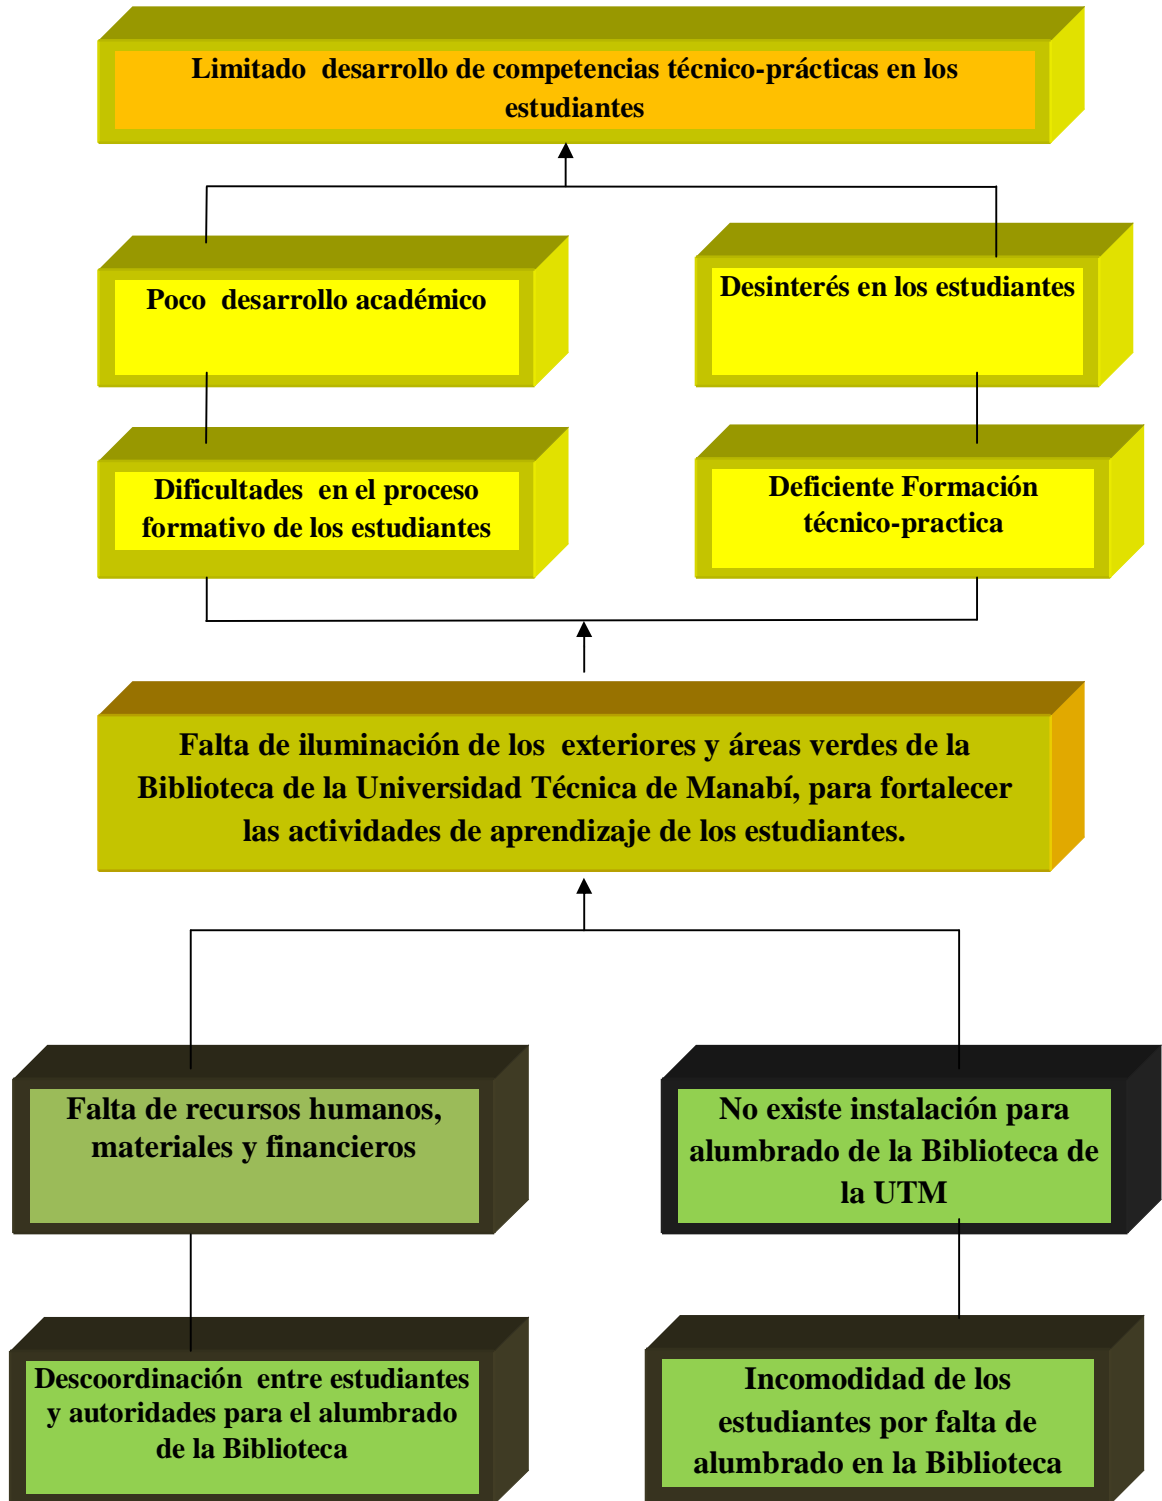 Limitado desarrollo de competencias técnico-prácticas en los
estudiantes
Poco desarrollo académico
Desinterés en los estudiantes
Dificultades en el proceso
formativo de los estudiantes
Deficiente Formación
técnico-practica
Falta de iluminación de los exteriores y áreas verdes de la
Biblioteca de la Universidad Técnica de Manabí, para fortalecer
las actividades de aprendizaje de los estudiantes.
Falta de recursos humanos,
materiales y financieros
No existe instalación para
alumbrado de la Biblioteca de
la UTM
Descoordinación entre estudiantes
y autoridades para el alumbrado
de la Biblioteca
Incomodidad de los
estudiantes por falta de
alumbrado en la Biblioteca